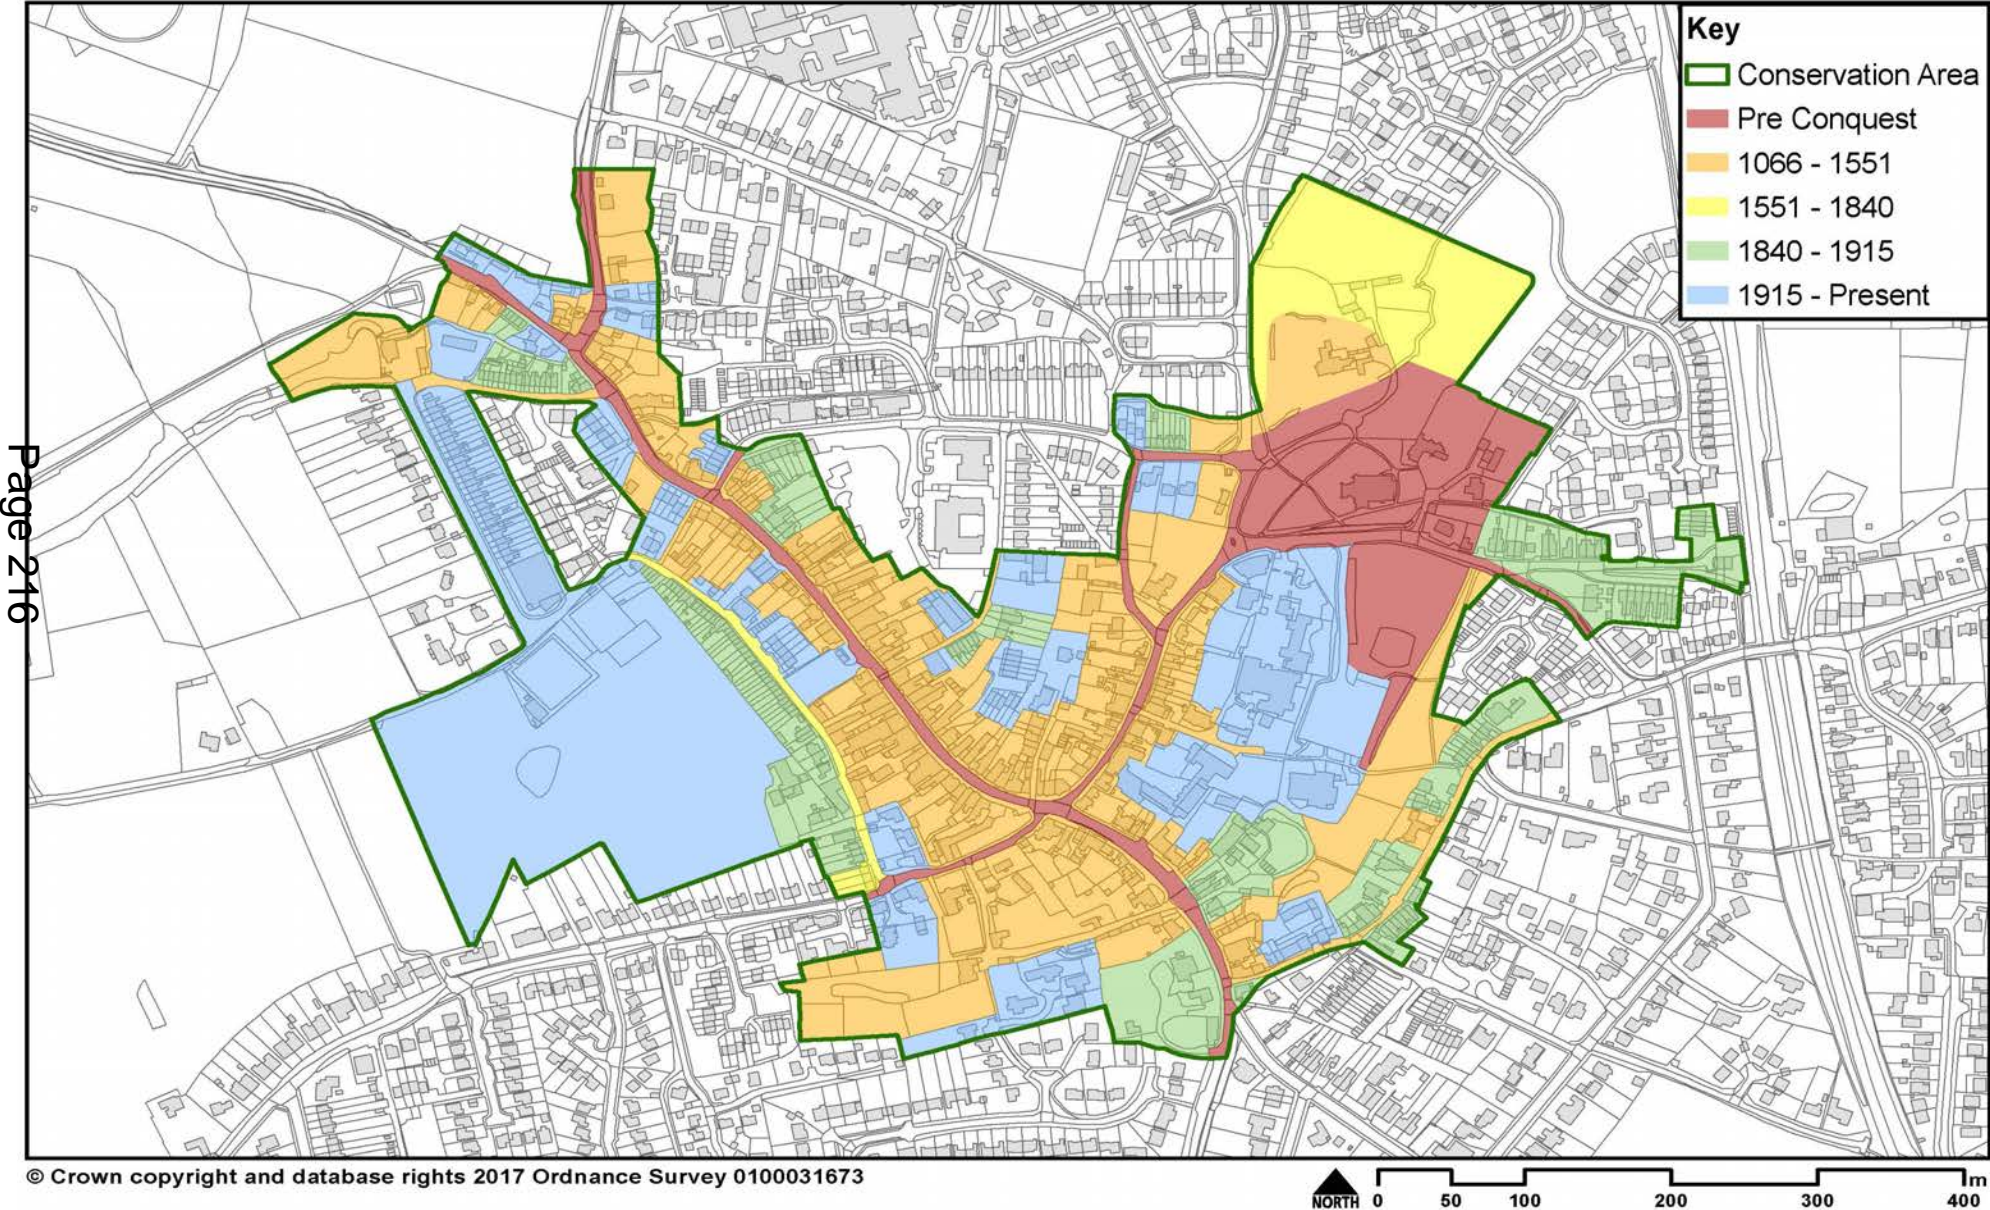 Key
Conservation Area
Pre Conquest
1066 - 1551
1551 - 1840
1840 - 1915
1915 - Present
Page 216
© Crown copyright and database rights 2017 Ordnance Survey 0100031673
NORTH
0 50 100 200 300 400 m